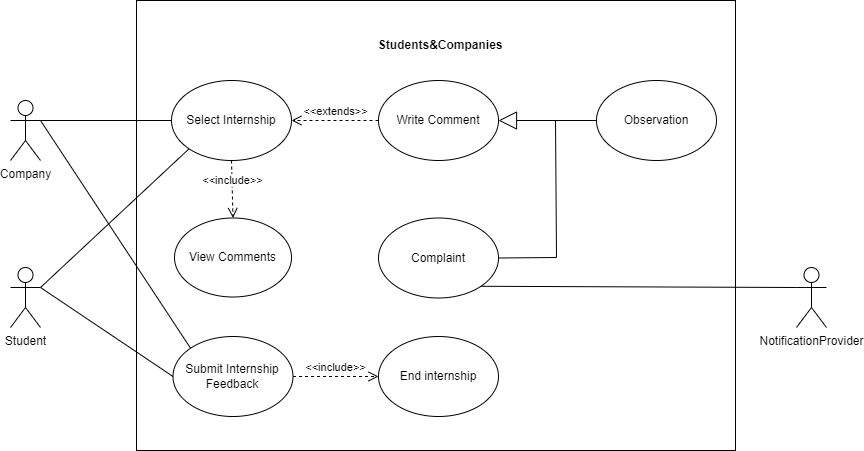 Students&Companies
Select Internship
<<extends>>
Write Comment
Observation
Company
<<include>>
View Comments
Complaint
Student
NotificationProvider
Submit Internship
Feedback
<<include>>
End internship